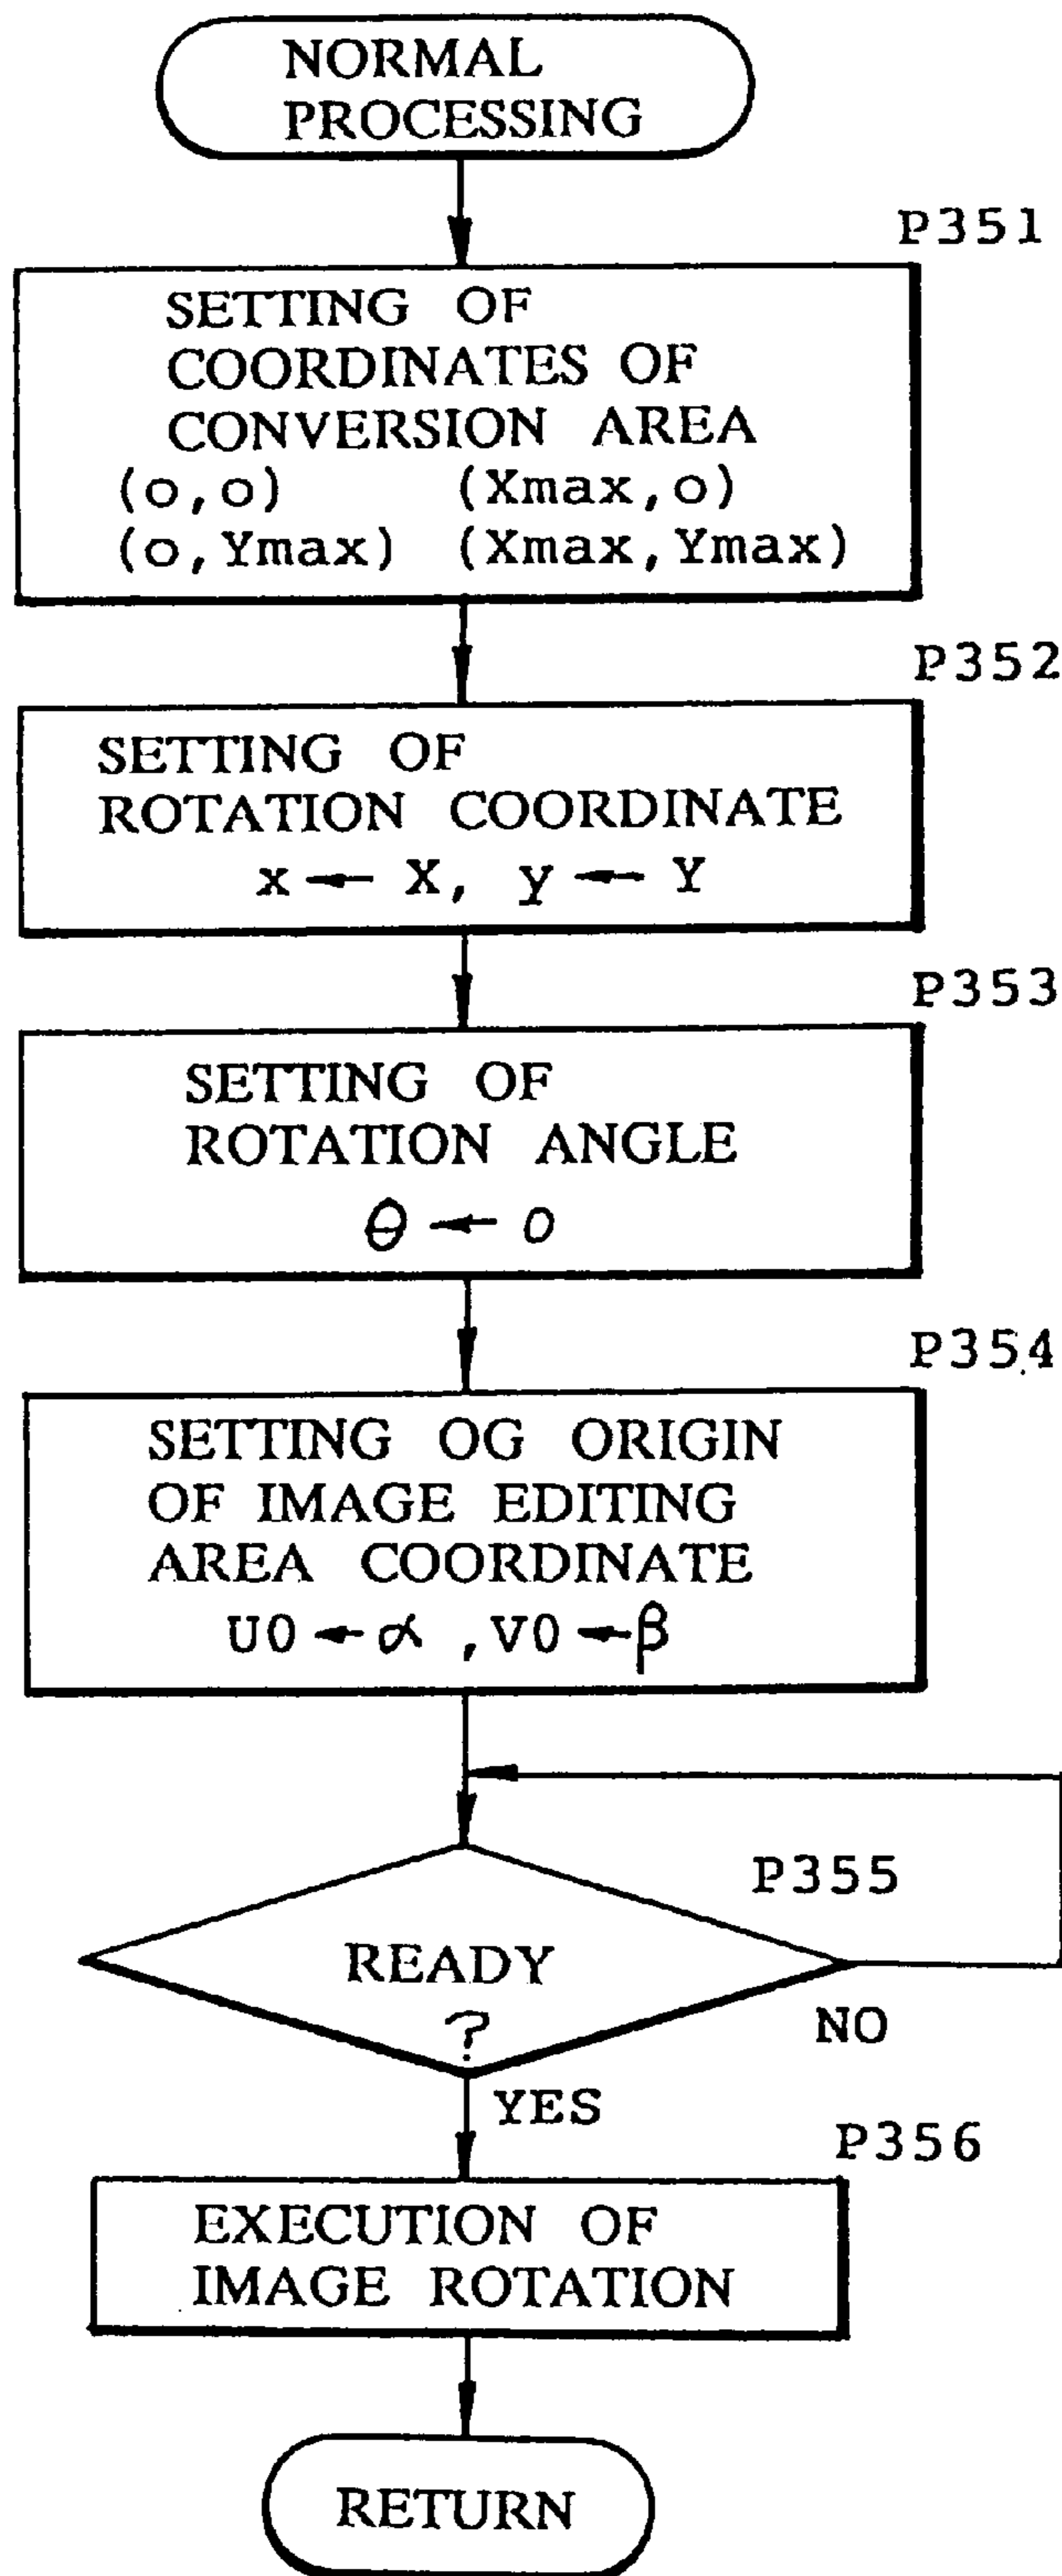 NORMAL
PROCESSING
P351
SETTING OF
COORDINATES OF
CONVERSION AREA
(o,o) (Xmax,o)
(o,Ymax) (Xmax,Ymax)
P352
SETTING OF
ROTATION COORDINATE
x ← X, y ← Y
P353
SETTING OF
ROTATION ANGLE
θ ← 0
P354
SETTING OG ORIGIN
OF IMAGE EDITING
AREA COORDINATE
U0 ← α , V0 ← β
P355
READY
?
NO
YES
P356
EXECUTION OF
IMAGE ROTATION
RETURN